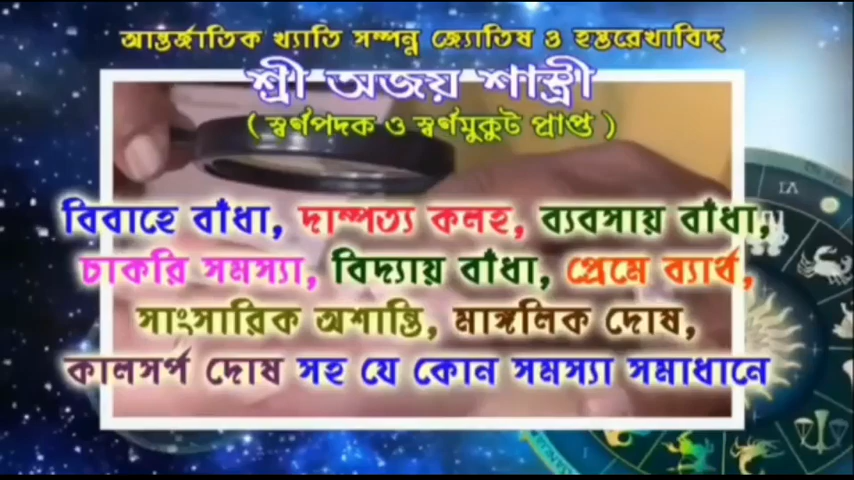 আন্তর্জাতিক খ্যাতি সম্পন্ন জ্যোতিষ ও হস্তরেখাবিদ্
শ্রী অজয় শাস্ত্রী
( স্বর্ণপদক ও স্বর্ণমুকুট প্রাপ্ত )
বিবাহে বাঁধা, দাম্পত্য কলহ, ব্যবসায় বাঁধা,
চাকরি সমস্যা, বিদ্যায় বাঁধা, প্রেমে ব্যার্থ,
সাংসারিক অশান্তি, মাঙ্গলিক দোষ,
কালসর্প দোষ সহ যে কোন সমস্যা সমাধানে